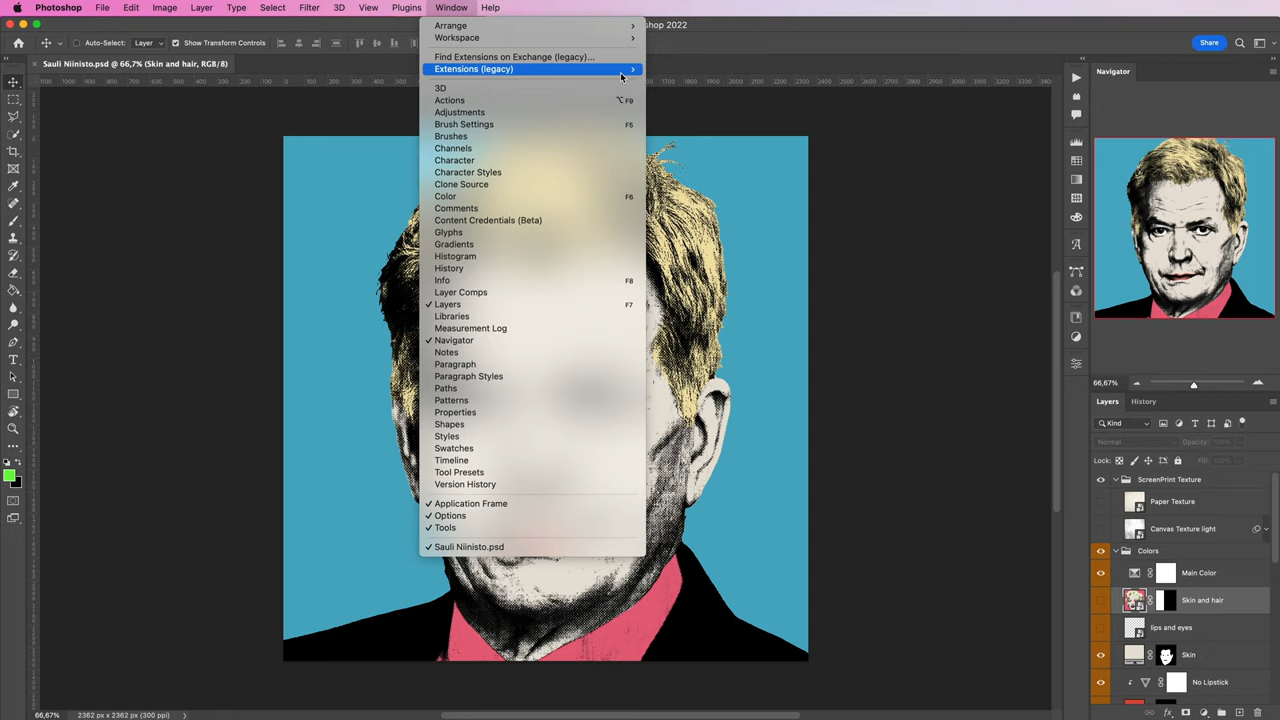 Photoshop File Edit Image Layer Type Select Filter 3D View Plugins Window Help
shop 2022
Auto-Select: Layer Show Transform Controls Share
Sauli Niinisto.psd @ 66,7% (Skin and hair, RGB/8)
Arrange
Workspace
Find Extensions on Exchange (legacy)...
Extensions (legacy)
3D
Actions ⌥F9
Adjustments
Brush Settings F5
Brushes
Channels
Character
Character Styles
Clone Source
Color F6
Comments
Content Credentials (Beta)
Glyphs
Gradients
Histogram
History
Info F8
Layer Comps
Layers F7
Libraries
Measurement Log
Navigator
Notes
Paragraph
Paragraph Styles
Paths
Patterns
Properties
Shapes
Styles
Swatches
Timeline
Tool Presets
Version History
Application Frame
Options
Tools
Sauli Niinisto.psd
Navigator
66,67%
Layers History
Kind
Normal Opacity: 100%
Lock: Fill: 100%
ScreenPrint Texture
Paper Texture
Canvas Texture light
Colors
Main Color
Skin and hair
lips and eyes
Skin
No Lipstick
66,67% 2362 px x 2362 px (300 ppi)